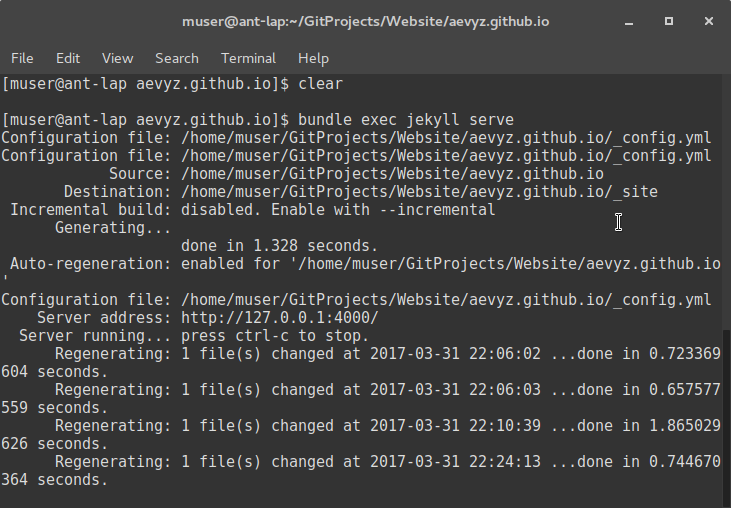 muser@ant-lap:~/GitProjects/Website/aevyz.github.io
File Edit View Search Terminal Help
[muser@ant-lap aevyz.github.io]$ clear
[muser@ant-lap aevyz.github.io]$ bundle exec jekyll serve
Configuration file: /home/muser/GitProjects/Website/aevyz.github.io/_config.yml
Configuration file: /home/muser/GitProjects/Website/aevyz.github.io/_config.yml
Source: /home/muser/GitProjects/Website/aevyz.github.io
Destination: /home/muser/GitProjects/Website/aevyz.github.io/_site
Incremental build: disabled. Enable with --incremental
Generating...
done in 1.328 seconds.
Auto-regeneration: enabled for '/home/muser/GitProjects/Website/aevyz.github.io
'
Configuration file: /home/muser/GitProjects/Website/aevyz.github.io/_config.yml
Server address: http://127.0.0.1:4000/
Server running... press ctrl-c to stop.
Regenerating: 1 file(s) changed at 2017-03-31 22:06:02 ...done in 0.723369
604 seconds.
Regenerating: 1 file(s) changed at 2017-03-31 22:06:03 ...done in 0.657577
559 seconds.
Regenerating: 1 file(s) changed at 2017-03-31 22:10:39 ...done in 1.865029
626 seconds.
Regenerating: 1 file(s) changed at 2017-03-31 22:24:13 ...done in 0.744670
364 seconds.